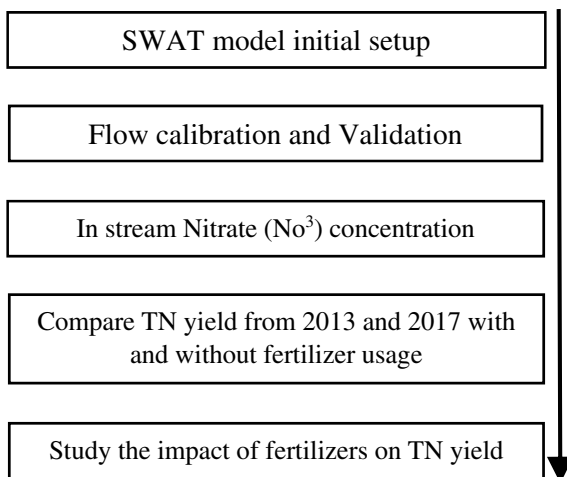 SWAT model initial setup
Flow calibration and Validation
In stream Nitrate (No³) concentration
Compare TN yield from 2013 and 2017 with
and without fertilizer usage
Study the impact of fertilizers on TN yield